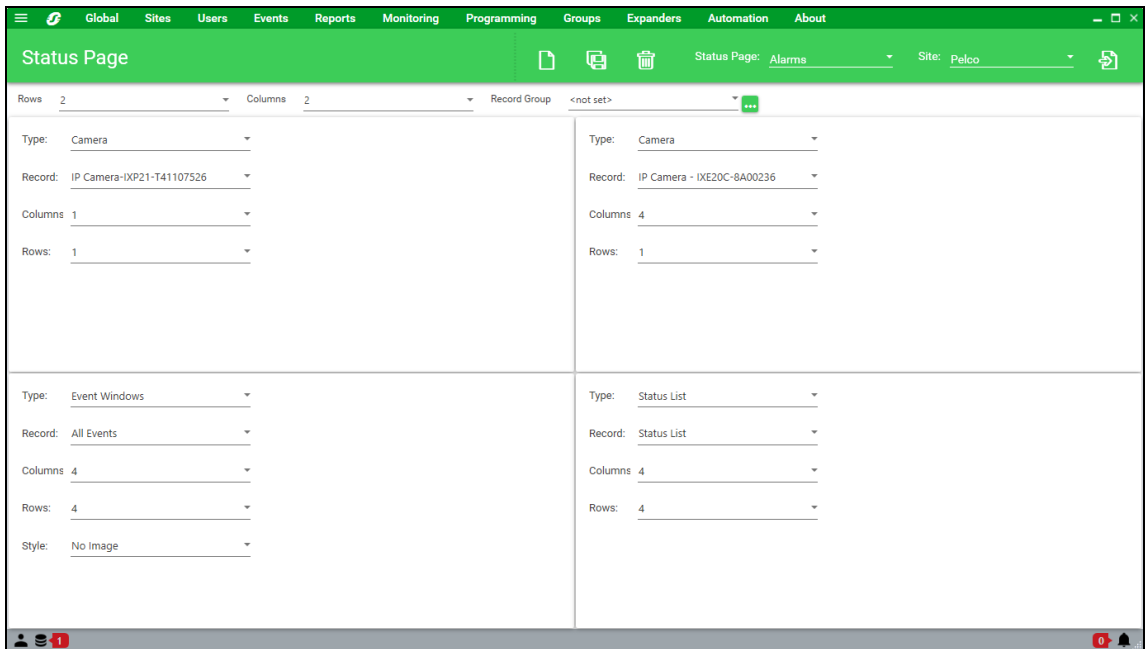 Global Sites Users Events Reports Monitoring Programming Groups Expanders Automation About
Status Page
Status Page: Alarms
Site: Pelco
Rows 2 Columns 2 Record Group <not set> ...
Type: Camera
Record: IP Camera-IXP21-T41107526
Columns 1
Rows: 1
Type: Camera
Record: IP Camera - IXE20C-8A00236
Columns 4
Rows: 1
Type: Event Windows
Record: All Events
Columns 4
Rows: 4
Style: No Image
Type: Status List
Record: Status List
Columns 4
Rows: 4
1
0